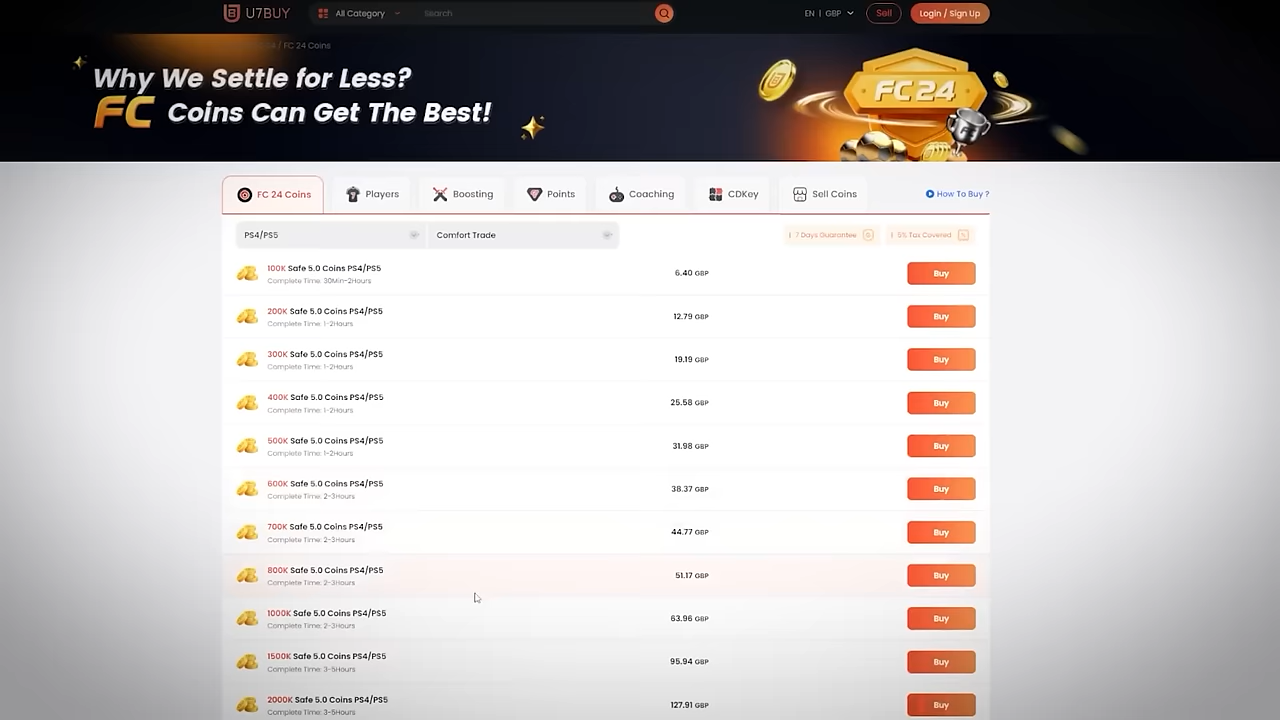 U7BUY
All Category
Search
EN | GBP
Sell
Login / Sign Up
/ FC 24 Coins
Why We Settle for Less?
FC Coins Can Get The Best!
FC24
FC 24 Coins
Players
Boosting
Points
Coaching
CDKey
Sell Coins
How To Buy ?
PS4/PS5
Comfort Trade
7 Days Guarantee
5% Tax Covered
100K Safe 5.0 Coins PS4/PS5
Complete Time: 30Min-2Hours
6.40 GBP
Buy
200K Safe 5.0 Coins PS4/PS5
Complete Time: 1-2Hours
12.79 GBP
Buy
300K Safe 5.0 Coins PS4/PS5
Complete Time: 1-2Hours
19.19 GBP
Buy
400K Safe 5.0 Coins PS4/PS5
Complete Time: 1-2Hours
25.58 GBP
Buy
500K Safe 5.0 Coins PS4/PS5
Complete Time: 1-2Hours
31.98 GBP
Buy
600K Safe 5.0 Coins PS4/PS5
Complete Time: 2-3Hours
38.37 GBP
Buy
700K Safe 5.0 Coins PS4/PS5
Complete Time: 2-3Hours
44.77 GBP
Buy
800K Safe 5.0 Coins PS4/PS5
Complete Time: 2-3Hours
51.17 GBP
Buy
1000K Safe 5.0 Coins PS4/PS5
Complete Time: 2-3Hours
63.96 GBP
Buy
1500K Safe 5.0 Coins PS4/PS5
Complete Time: 3-5Hours
95.94 GBP
Buy
2000K Safe 5.0 Coins PS4/PS5
Complete Time: 3-5Hours
127.91 GBP
Buy